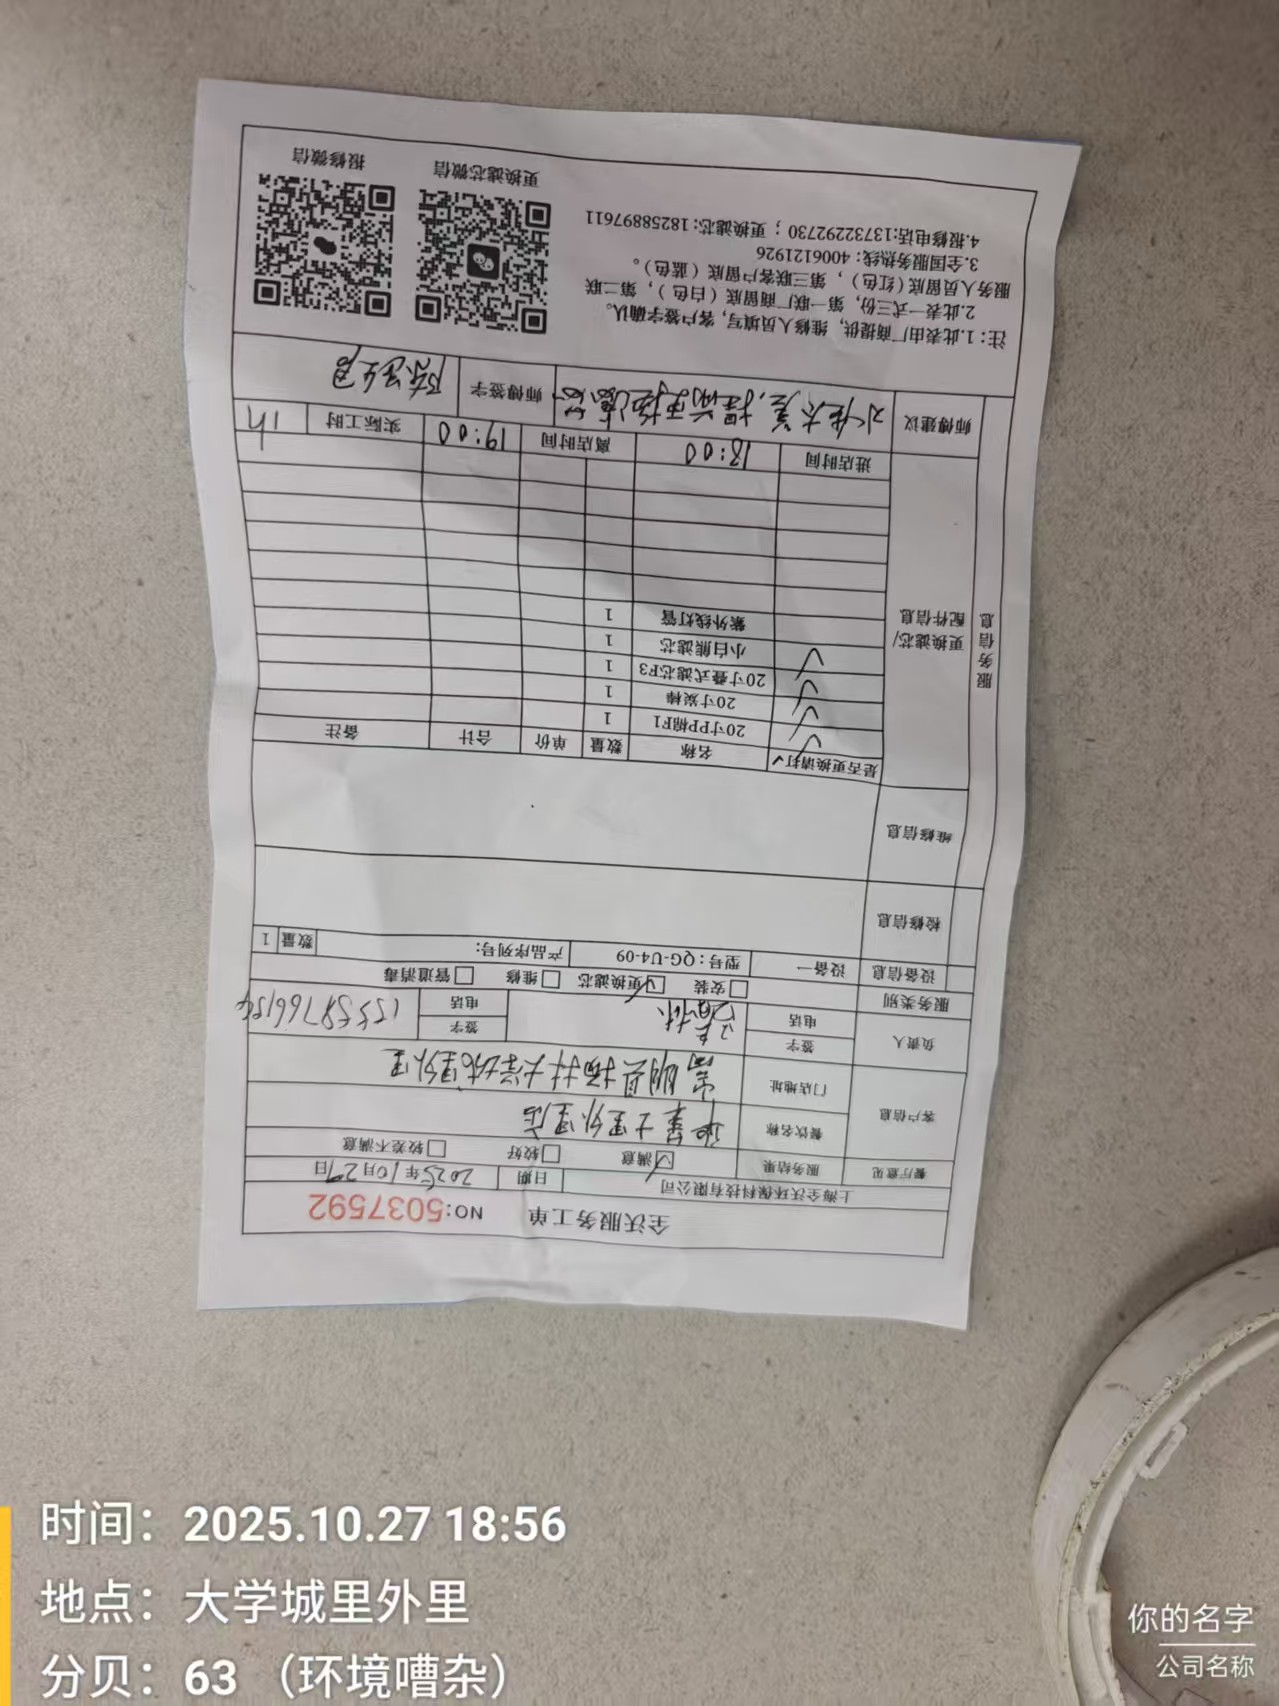 全沃服务工单 NO:5037592
上海全沃环保科技有限公司 日期 2025年10月27日
餐厅意见 服务结果 ☑满意 □较好 □较差不满意
客户信息 餐饮名称 里外里店
门店地址 嵩明县杨林大学城里外里
负责人 签字 签字
电话 电话 15558766154
服务类别 □安装 ☑更换滤芯 □维修 □管道消毒
设备信息 设备一 型号：QG-U4-09 产品序列号： 数量 1
检修信息
维修信息
服务信息
更换滤芯/配件信息
是否更换请打✓ 名称 数量 单价 合计 备注
✓ 20寸PP棉F1 1
✓ 20寸炭棒 1
✓ 20寸叠式滤芯F3 1
✓ 小白熊滤芯 1
紫外线灯管 1
进店时间 18:00 离店时间 19:00 实际工时 1h
师傅建议 水质太差，提前更换滤芯 师傅签字
注：1.此表由厂商提供，维修人员填写，客户签字确认。
2.此表一式三份，第一联厂商留底（白色），第二联
服务人员留底（红色），第三联客户留底（蓝色）。
3.全国服务热线：4006121926
4.报修电话:13732292730 ； 更换滤芯: 18258897611
更换滤芯微信
报修微信
时间：2025.10.27 18:56
地点：大学城里外里
分贝：63 （环境嘈杂）
你的名字
公司名称